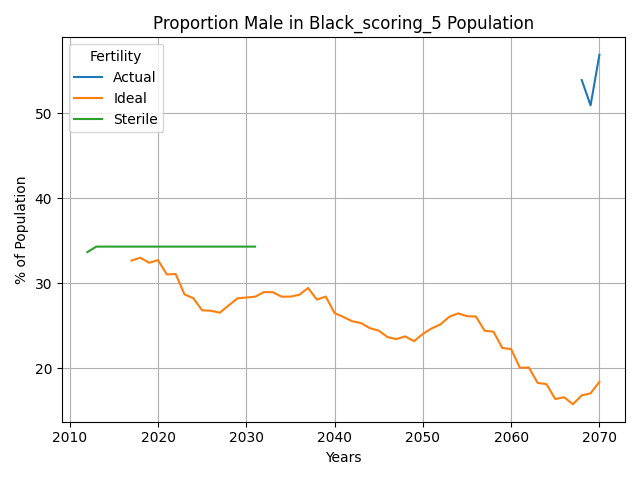 Proportion Male in Black_scoring_5 Population
Fertility
Actual
Ideal
Sterile
% of Population
50
40
30
20
2010 2020 2030 2040 2050 2060 2070
Years